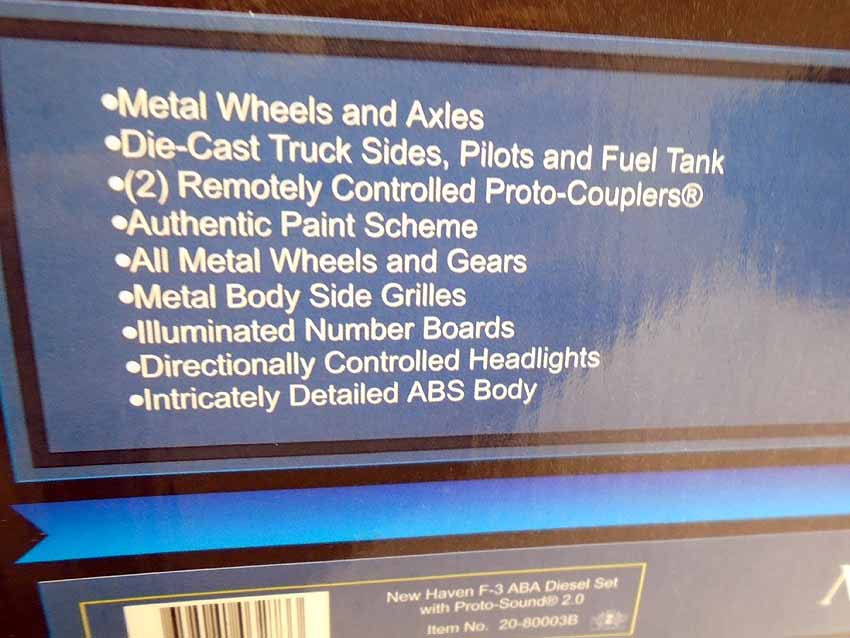 •Metal Wheels and Axles
•Die-Cast Truck Sides, Pilots and Fuel Tank
•(2) Remotely Controlled Proto-Couplers®
•Authentic Paint Scheme
•All Metal Wheels and Gears
•Metal Body Side Grilles
•Illuminated Number Boards
•Directionally Controlled Headlights
•Intricately Detailed ABS Body
New Haven F-3 ABA Diesel Set
with Proto-Sound® 2.0
Item No. 20-80003B